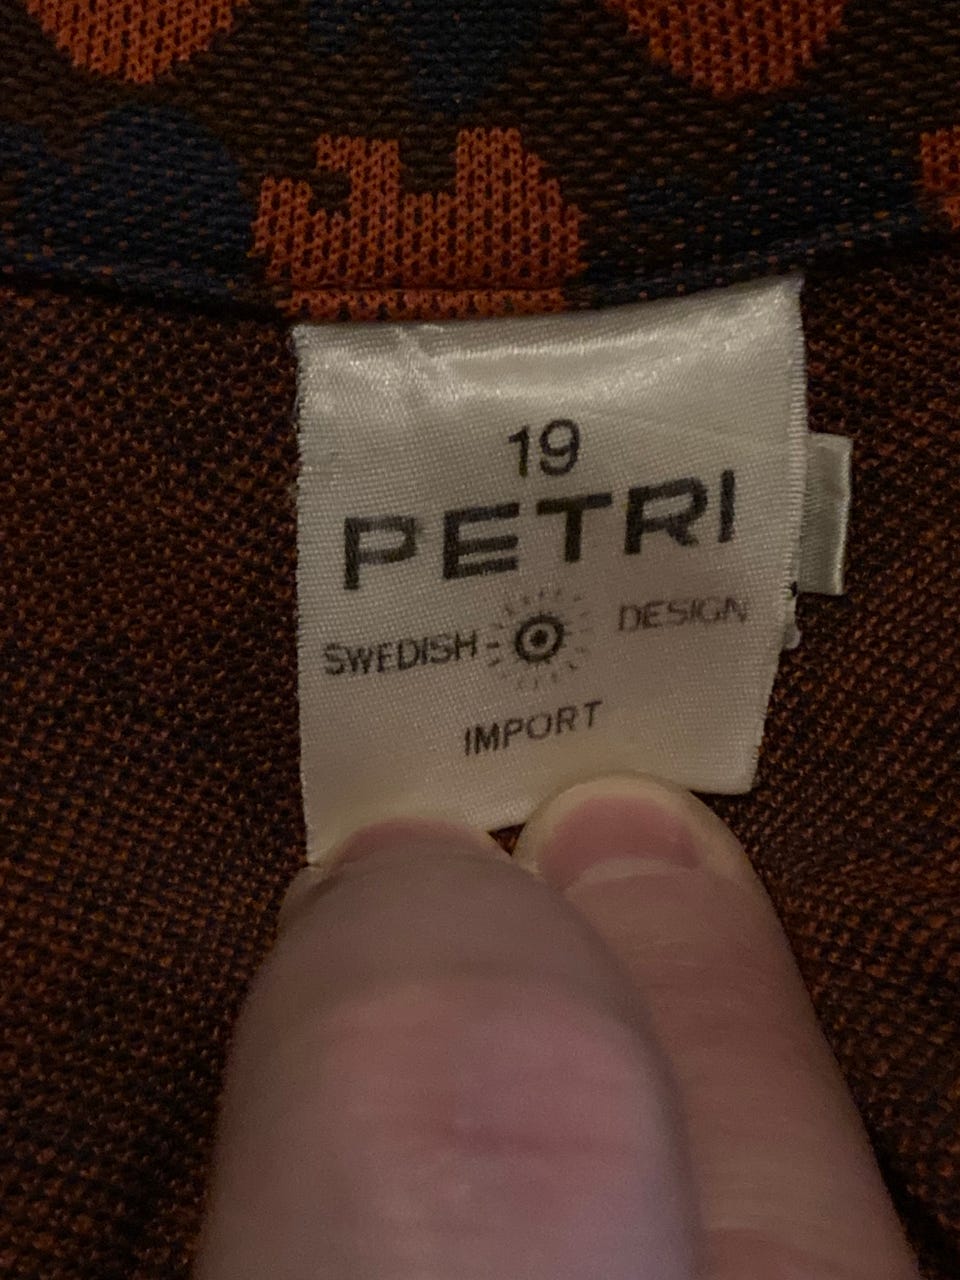 19
PETRI
SWEDISH DESIGN
IMPORT